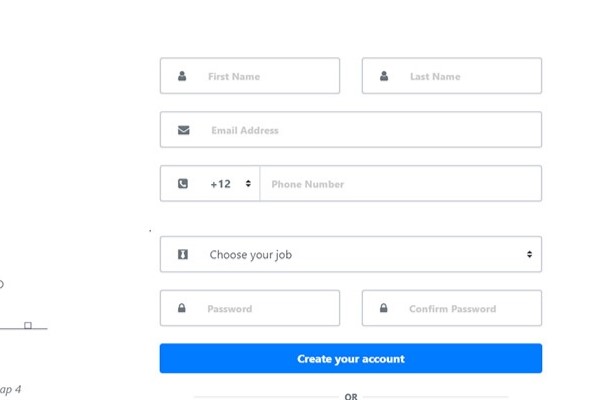 First Name Last Name
Email Address
+12 Phone Number
Choose your job
Password Confirm Password
Create your account
OR
ap 4